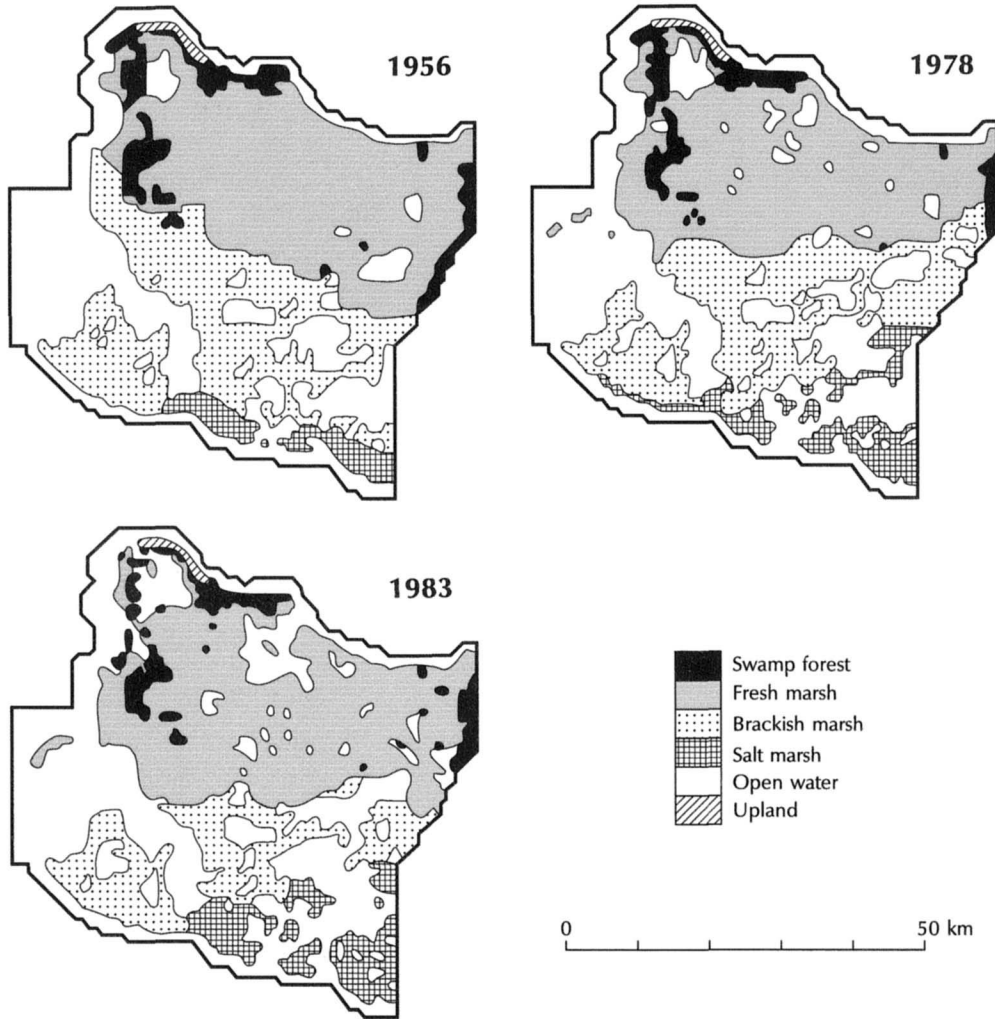 1956
1978
1983
Swamp forest
Fresh marsh
Brackish marsh
Salt marsh
Open water
Upland
0 50 km